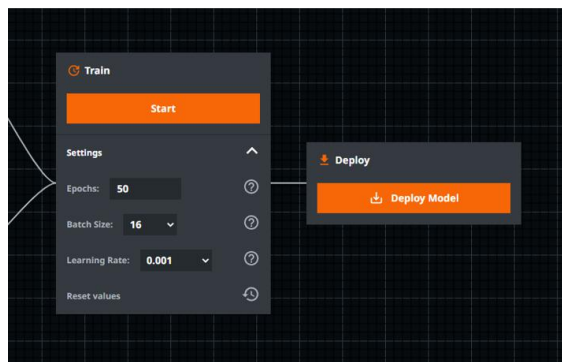 Train
Start
Settings
Epochs: 50
Batch Size: 16
Learning Rate: 0.001
Reset values
Deploy
Deploy Model